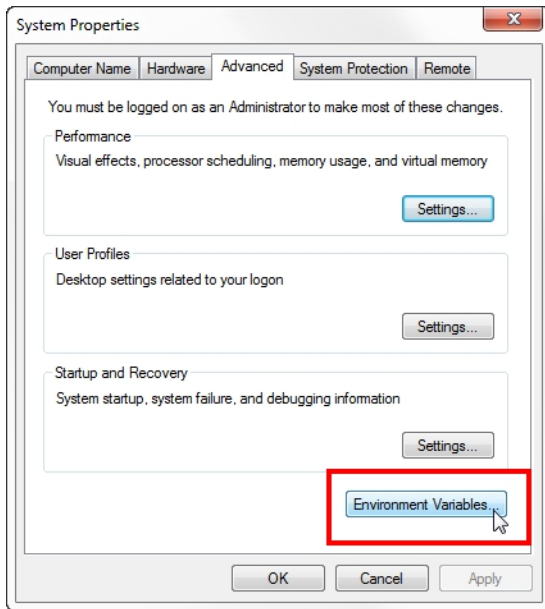 System Properties
Computer Name Hardware Advanced System Protection Remote
You must be logged on as an Administrator to make most of these changes.
Performance
Visual effects, processor scheduling, memory usage, and virtual memory
Settings...
User Profiles
Desktop settings related to your logon
Settings...
Startup and Recovery
System startup, system failure, and debugging information
Settings...
Environment Variables...
OK Cancel Apply